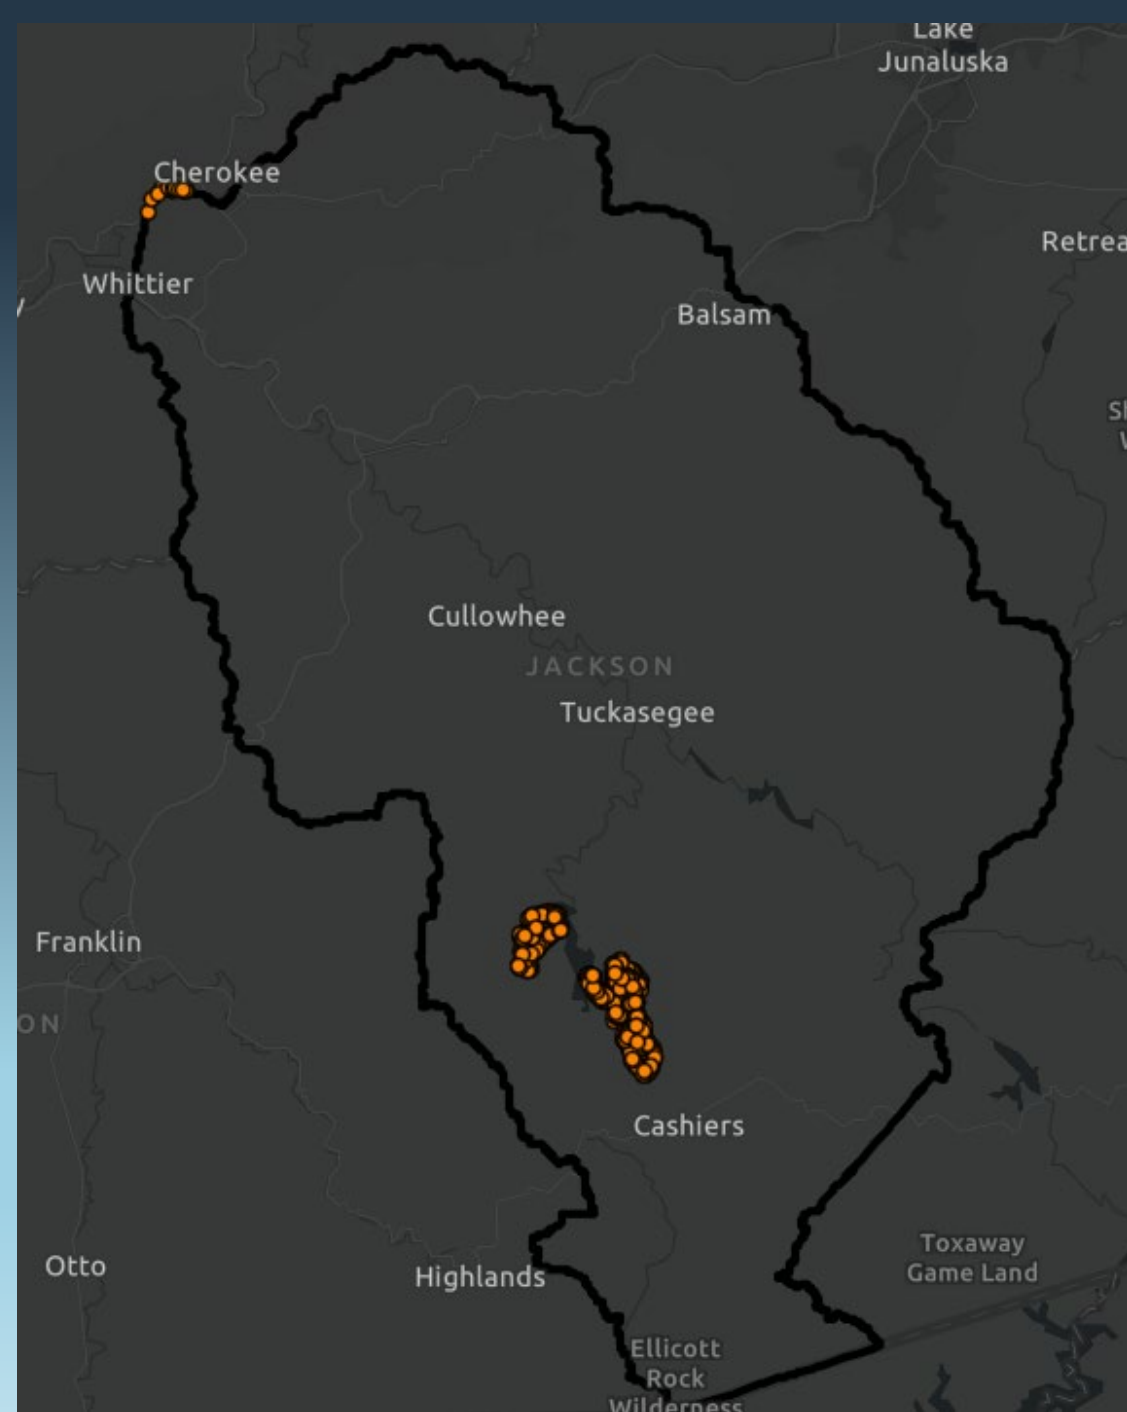 Lake
Junaluska
Cherokee
Retrea
Whittier
y
Balsam
Cullowhee
JACKSON
Tuckasegee
Franklin
ON
Cashiers
Toxaway
Game Land
Otto
Highlands
Ellicott
Rock
Wilderness